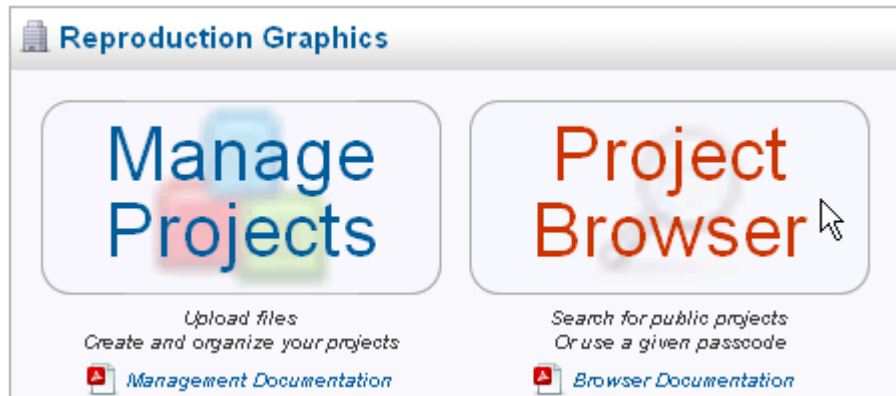 Reproduction Graphics
Manage
Projects
Project
Browser
Upload files
Create and organize your projects
Search for public projects
Or use a given passcode
Management Documentation
Browser Documentation